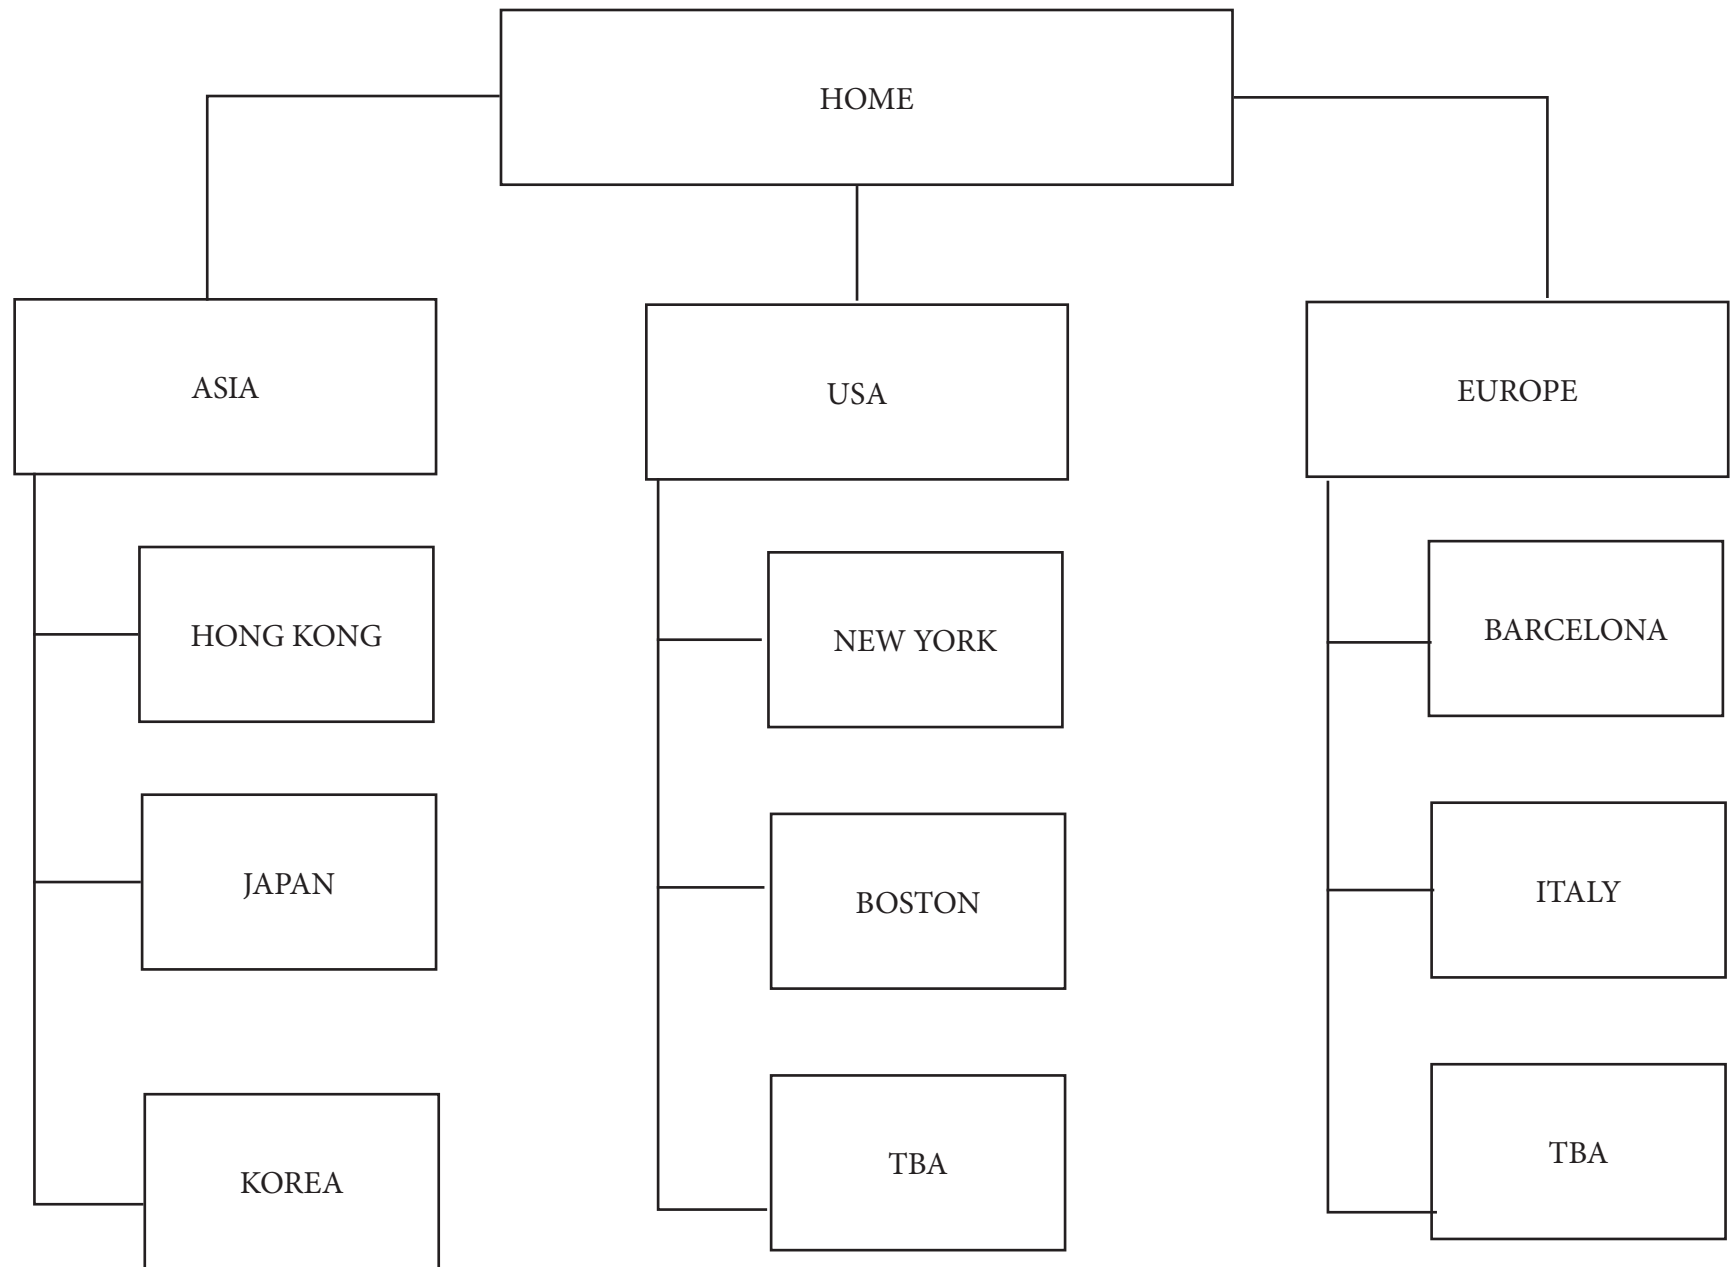 HOME
ASIA
USA
EUROPE
HONG KONG
NEW YORK
BARCELONA
JAPAN
BOSTON
ITALY
KOREA
TBA
TBA